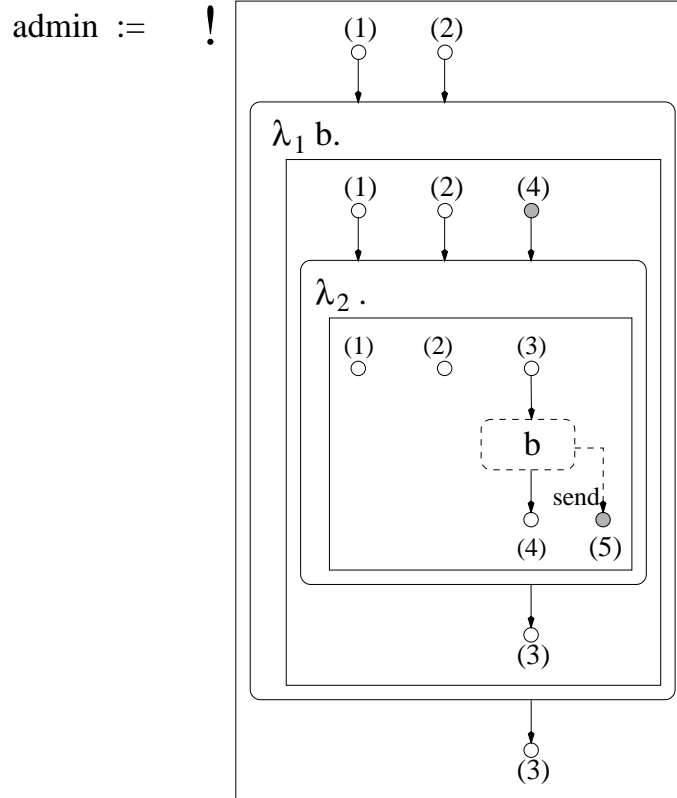 admin := !
(1) (2)
λ₁ b.
(1) (2) (4)
λ₂ .
(1) (2) (3)
b
send
(4) (5)
(3)
(3)